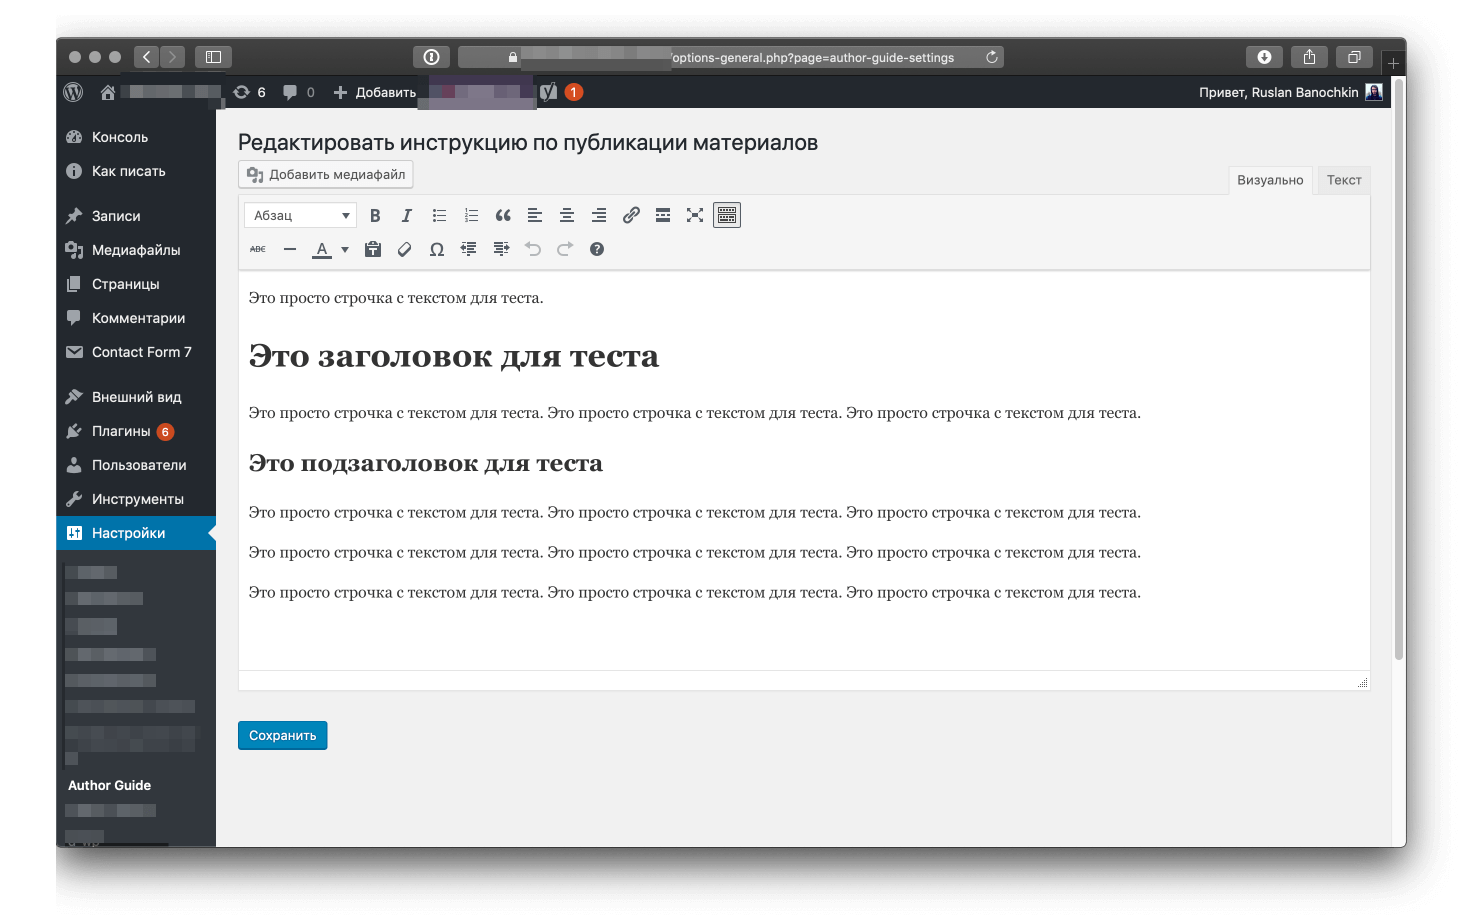 /options-general.php?page=author-guide-settings
6 0 Добавить 1 Привет, Ruslan Banochkin
Консоль
Как писать
Записи
Медиафайлы
Страницы
Комментарии
Contact Form 7
Внешний вид
Плагины 6
Пользователи
Инструменты
Настройки
Author Guide
Редактировать инструкцию по публикации материалов
Добавить медиафайл
Визуально Текст
Абзац B I
ABC A Ω
Это просто строчка с текстом для теста.
Это заголовок для теста
Это просто строчка с текстом для теста. Это просто строчка с текстом для теста. Это просто строчка с текстом для теста.
Это подзаголовок для теста
Это просто строчка с текстом для теста. Это просто строчка с текстом для теста. Это просто строчка с текстом для теста.
Это просто строчка с текстом для теста. Это просто строчка с текстом для теста. Это просто строчка с текстом для теста.
Это просто строчка с текстом для теста. Это просто строчка с текстом для теста. Это просто строчка с текстом для теста.
Сохранить